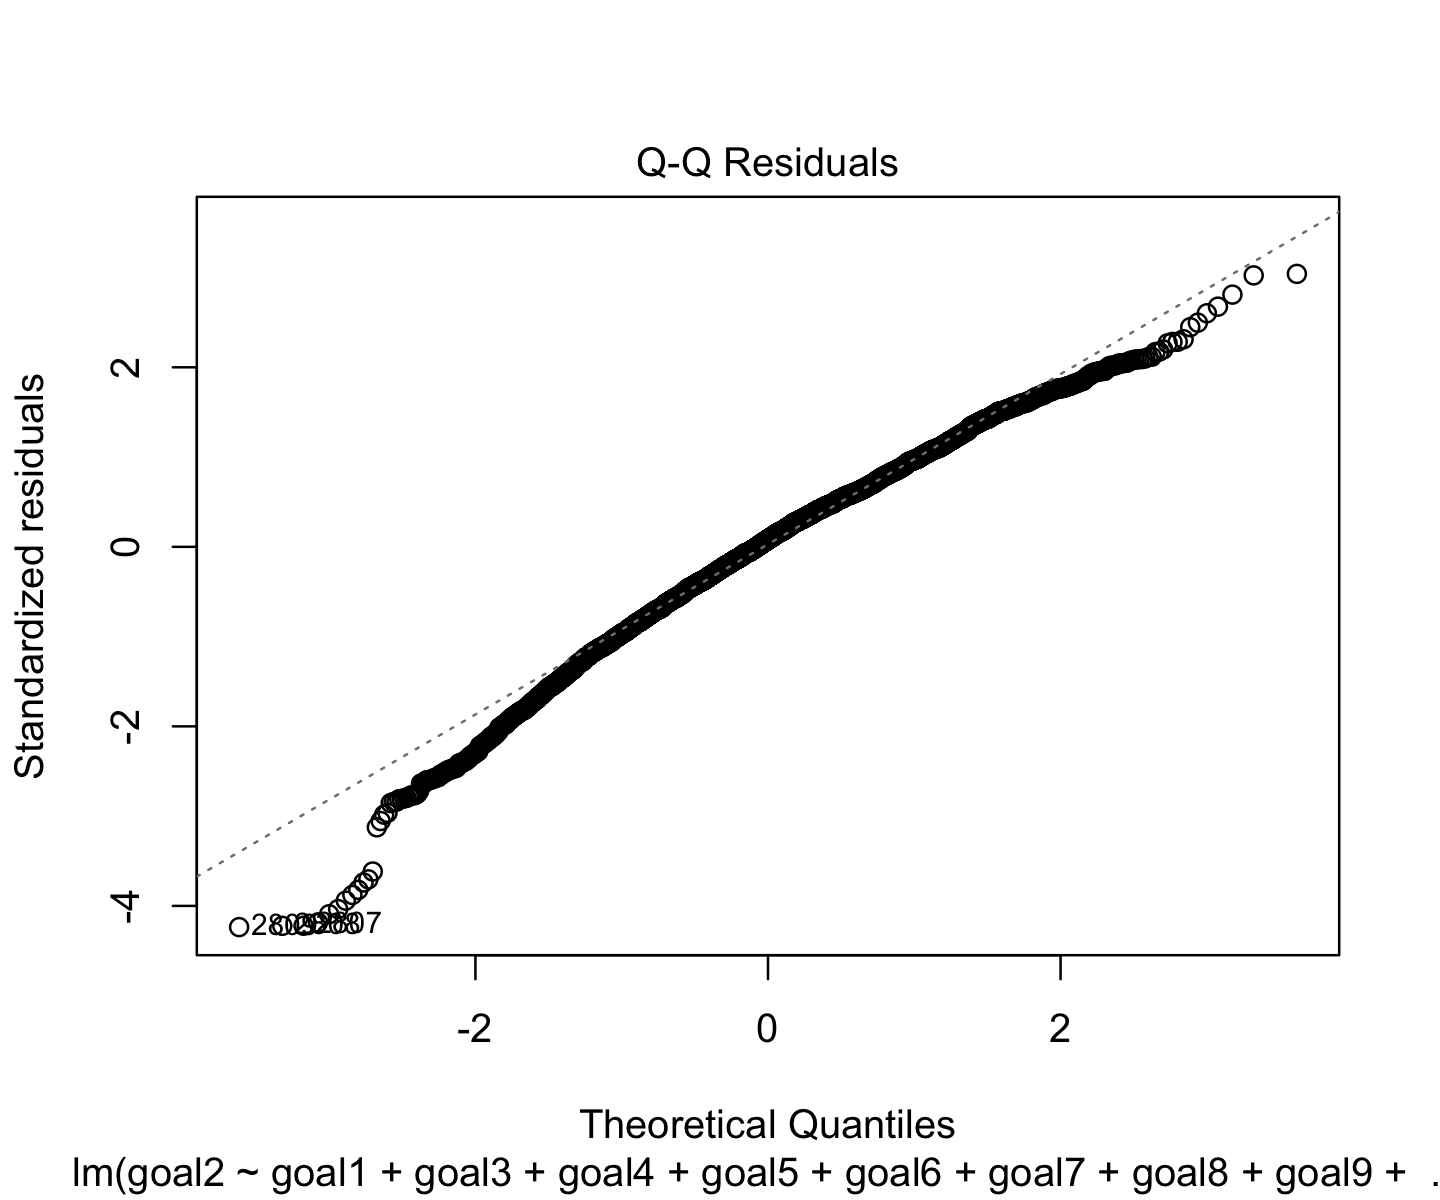 Q-Q Residuals
Standardized residuals
2
0
-2
-4
-2
0
2
Theoretical Quantiles
lm(goal2 ~ goal1 + goal3 + goal4 + goal5 + goal6 + goal7 + goal8 + goal9 + .